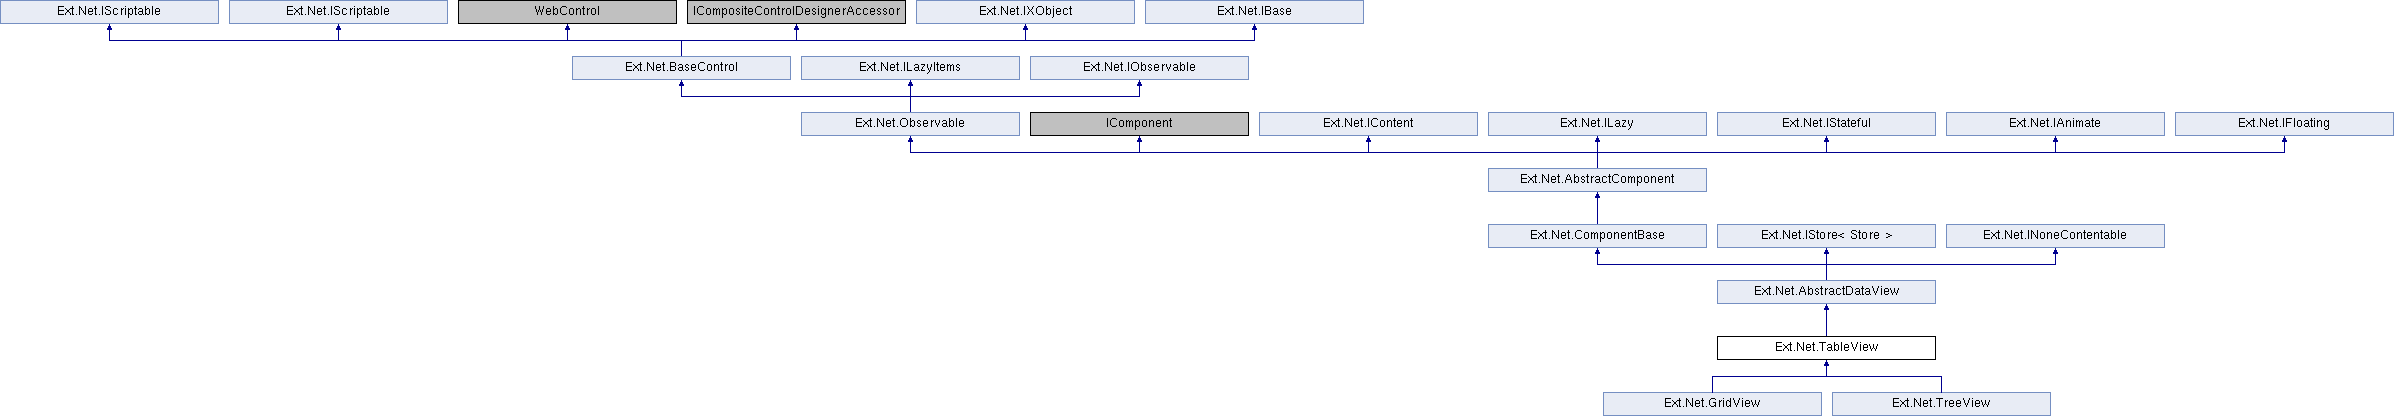 Ext.Net.IScriptable
Ext.Net.IScriptable
WebControl
ICompositeControlDesignerAccessor
Ext.Net.IXObject
Ext.Net.IBase
Ext.Net.BaseControl
Ext.Net.ILazyItems
Ext.Net.IObservable
Ext.Net.Observable
IComponent
Ext.Net.IContent
Ext.Net.ILazy
Ext.Net.IStateful
Ext.Net.IAnimate
Ext.Net.IFloating
Ext.Net.AbstractComponent
Ext.Net.ComponentBase
Ext.Net.IStore< Store >
Ext.Net.INoneContentable
Ext.Net.AbstractDataView
Ext.Net.TableView
Ext.Net.GridView
Ext.Net.TreeView